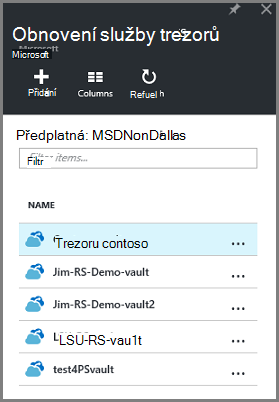 Obnovení služby trezorů
Microsoft
Microsoft
Přidání Columns Refuel h
Předplatná: MSDNonDallas
Filtr items...
NAME
Trezoru contoso
Jim-RS-Demo-vault
Jim-RS-Demo-vault2
LSU-RS-vau1t
test4PSvault